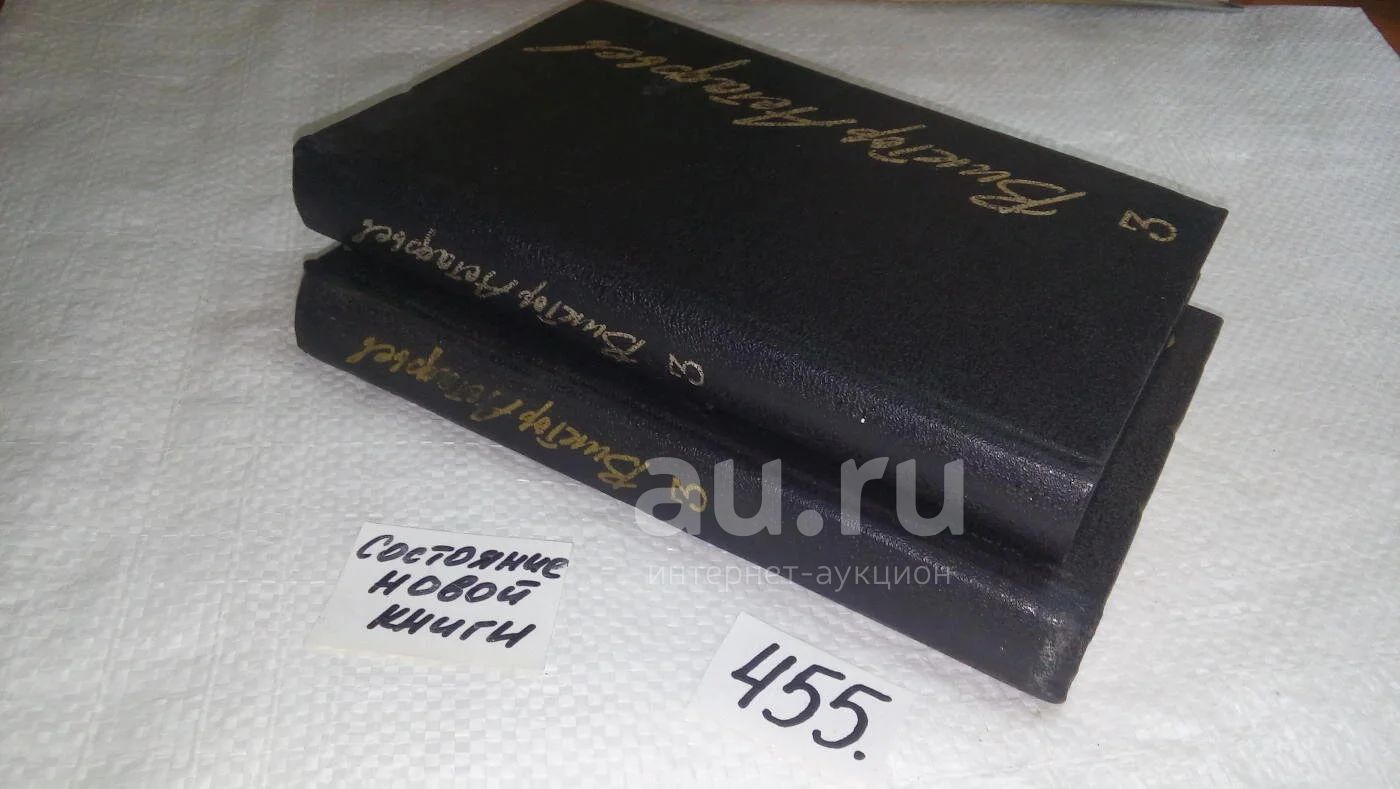 Виктор Астафьев
3
3 Виктор Астафьев
3 Виктор Астафьев
au.ru
интернет-аукцион
Состояние
новой
книги
455.